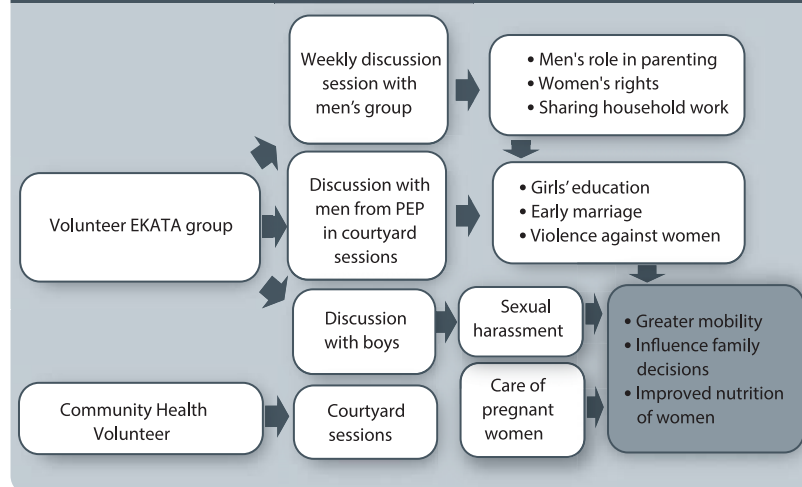 Weekly discussion
session with
men's group
• Men's role in parenting
• Women's rights
• Sharing household work
Volunteer EKATA group
Discussion with
men from PEP
in courtyard
sessions
• Girls' education
• Early marriage
• Violence against women
Discussion
with boys
Sexual
harassment
• Greater mobility
• Influence family
decisions
• Improved nutrition
of women
Community Health
Volunteer
Courtyard
sessions
Care of
pregnant
women